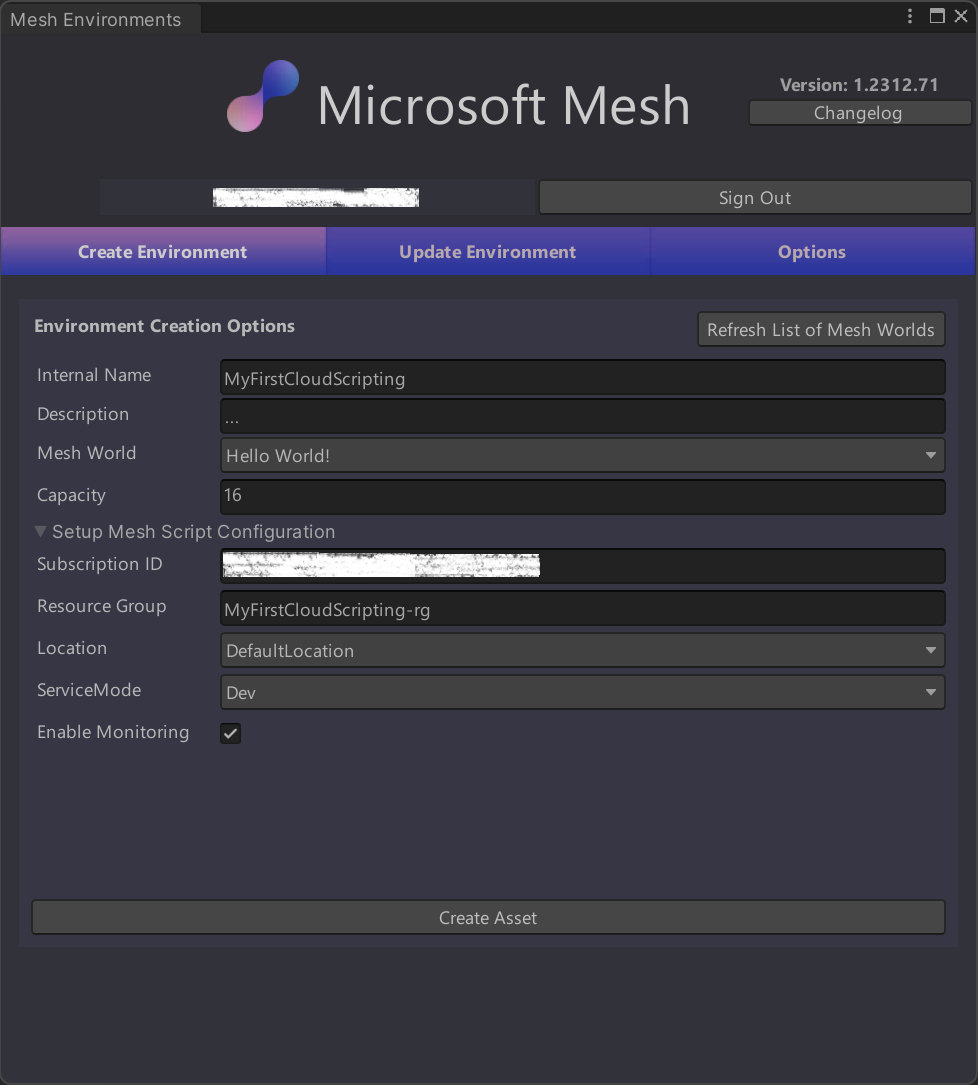 Mesh Environments
Microsoft Mesh
Version: 1.2312.71
Changelog
Sign Out
Create Environment Update Environment Options
Environment Creation Options
Refresh List of Mesh Worlds
Internal Name MyFirstCloudScripting
Description ...
Mesh World Hello World!
Capacity 16
Setup Mesh Script Configuration
Subscription ID
Resource Group MyFirstCloudScripting-rg
Location DefaultLocation
ServiceMode Dev
Enable Monitoring
Create Asset